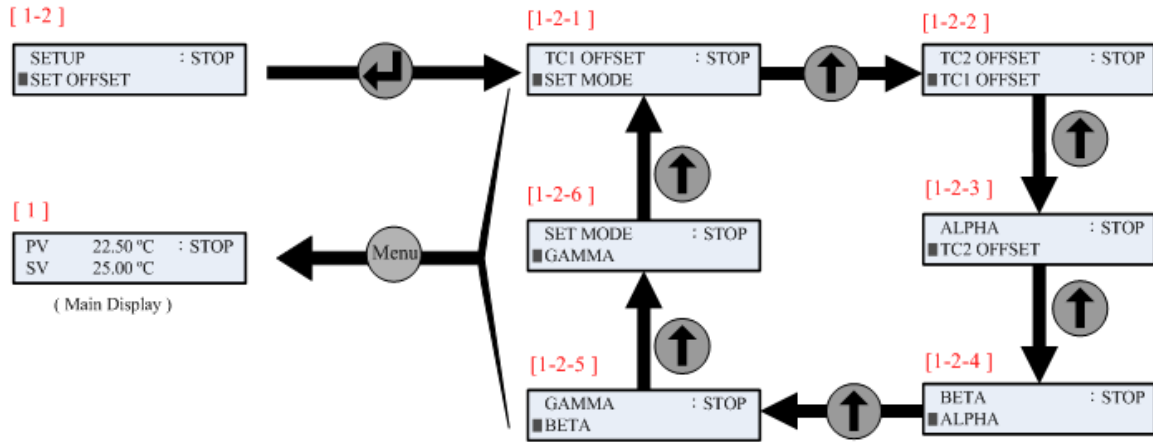 [ 1-2 ]
SETUP : STOP
SET OFFSET
[1-2-1 ]
TC1 OFFSET : STOP
SET MODE
[1-2-2 ]
TC2 OFFSET : STOP
TC1 OFFSET
[1-2-3 ]
ALPHA : STOP
TC2 OFFSET
[1-2-4 ]
BETA : STOP
ALPHA
[1-2-5 ]
GAMMA : STOP
BETA
[1-2-6 ]
SET MODE : STOP
GAMMA
Menu
[ 1 ]
PV 22.50 ºC : STOP
SV 25.00 ºC
( Main Display )